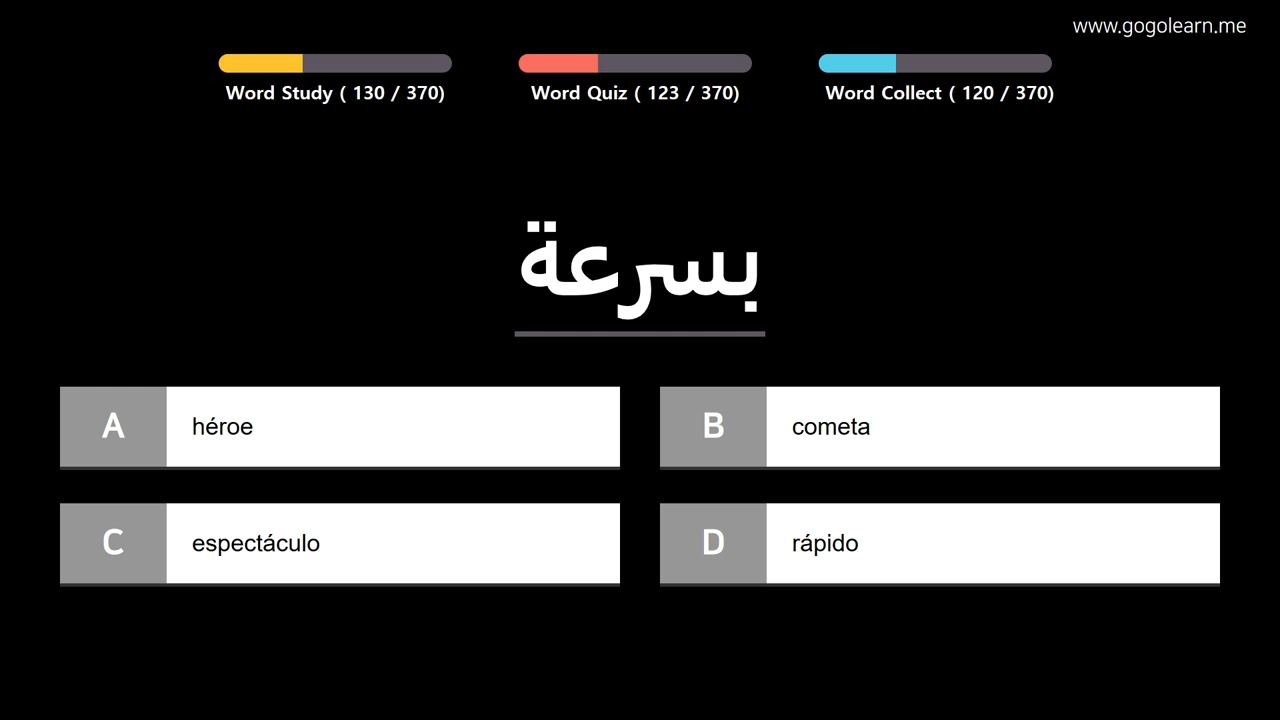 www.gogolearn.me
Word Study ( 130 / 370)
Word Quiz ( 123 / 370)
Word Collect ( 120 / 370)
بسرعة
A héroe
B cometa
C espectáculo
D rápido